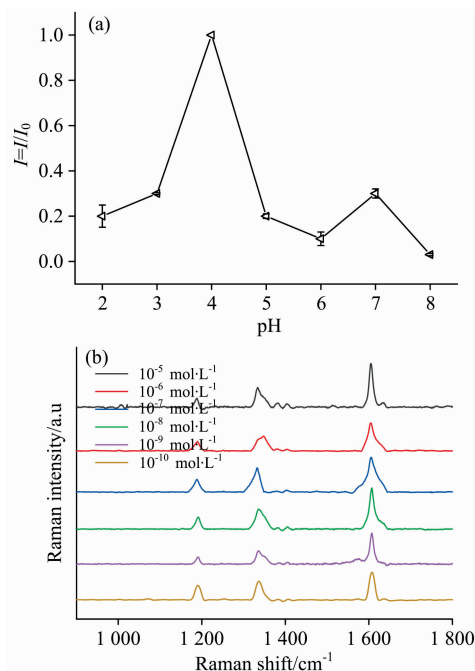 (a)
1.0
0.8
0.6
0.4
0.2
0.0
I=I/I₀
2 3 4 5 6 7 8
pH
(b)
10⁻⁵ mol·L⁻¹
10⁻⁶ mol·L⁻¹
10⁻⁷ mol·L⁻¹
10⁻⁸ mol·L⁻¹
10⁻⁹ mol·L⁻¹
10⁻¹⁰ mol·L⁻¹
Raman intensity/a.u
1 000 1 200 1 400 1 600 1 800
Raman shift/cm⁻¹